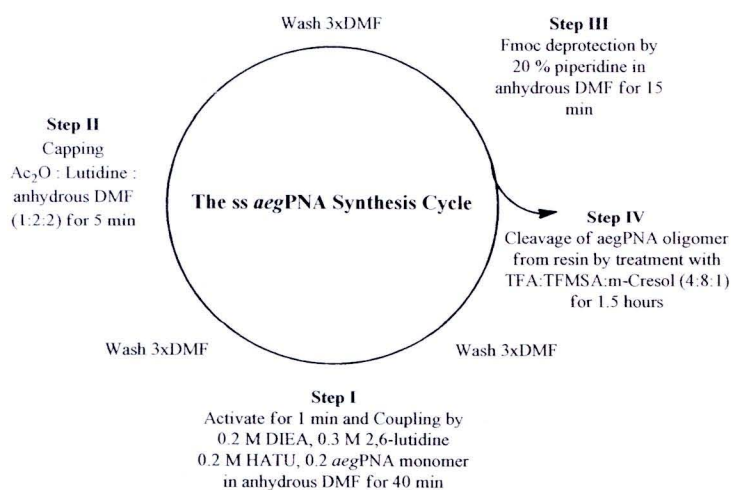 Wash 3xDMF
Step III
Fmoc deprotection by
20 % piperidine in
anhydrous DMF for 15
min
Step II
Capping
Ac₂O : Lutidine :
anhydrous DMF
(1:2:2) for 5 min
The ss aegPNA Synthesis Cycle
Step IV
Cleavage of aegPNA oligomer
from resin by treatment with
TFA:TFMSA:m-Cresol (4:8:1)
for 1.5 hours
Wash 3xDMF
Wash 3xDMF
Step I
Activate for 1 min and Coupling by
0.2 M DIEA, 0.3 M 2,6-lutidine
0.2 M HATU, 0.2 aegPNA monomer
in anhydrous DMF for 40 min